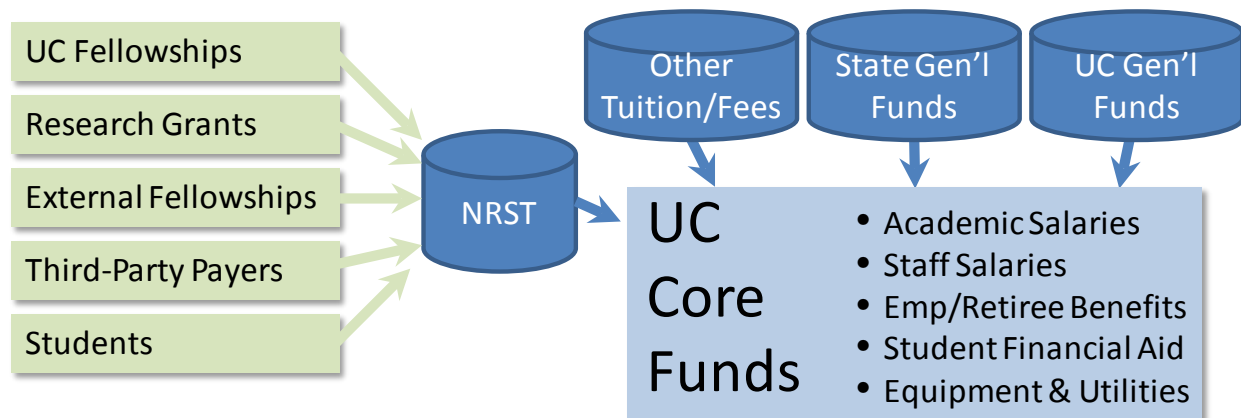 UC Fellowships
Research Grants
External Fellowships
Third-Party Payers
Students
NRST
Other
Tuition/Fees
State Gen'l
Funds
UC Gen'l
Funds
UC
Core
Funds
• Academic Salaries
• Staff Salaries
• Emp/Retiree Benefits
• Student Financial Aid
• Equipment & Utilities